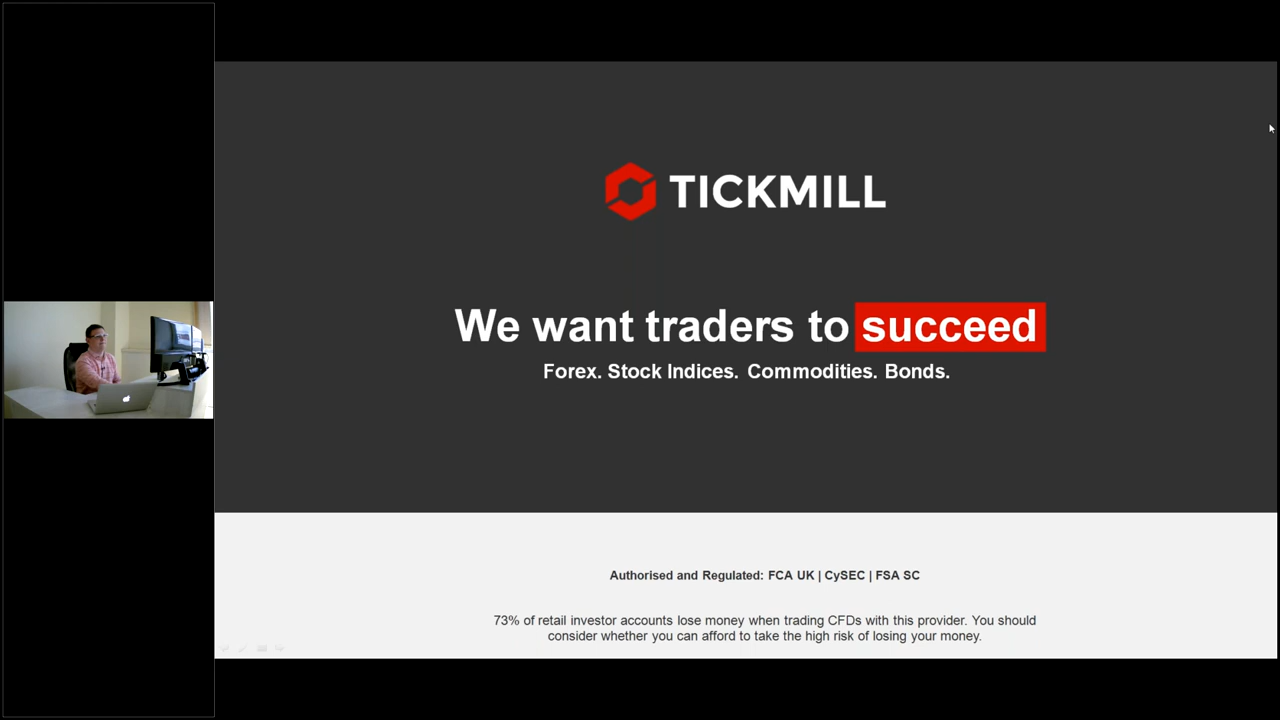 TICKMILL
We want traders to succeed
Forex. Stock Indices. Commodities. Bonds.
Authorised and Regulated: FCA UK | CySEC | FSA SC
73% of retail investor accounts lose money when trading CFDs with this provider. You should
consider whether you can afford to take the high risk of losing your money.